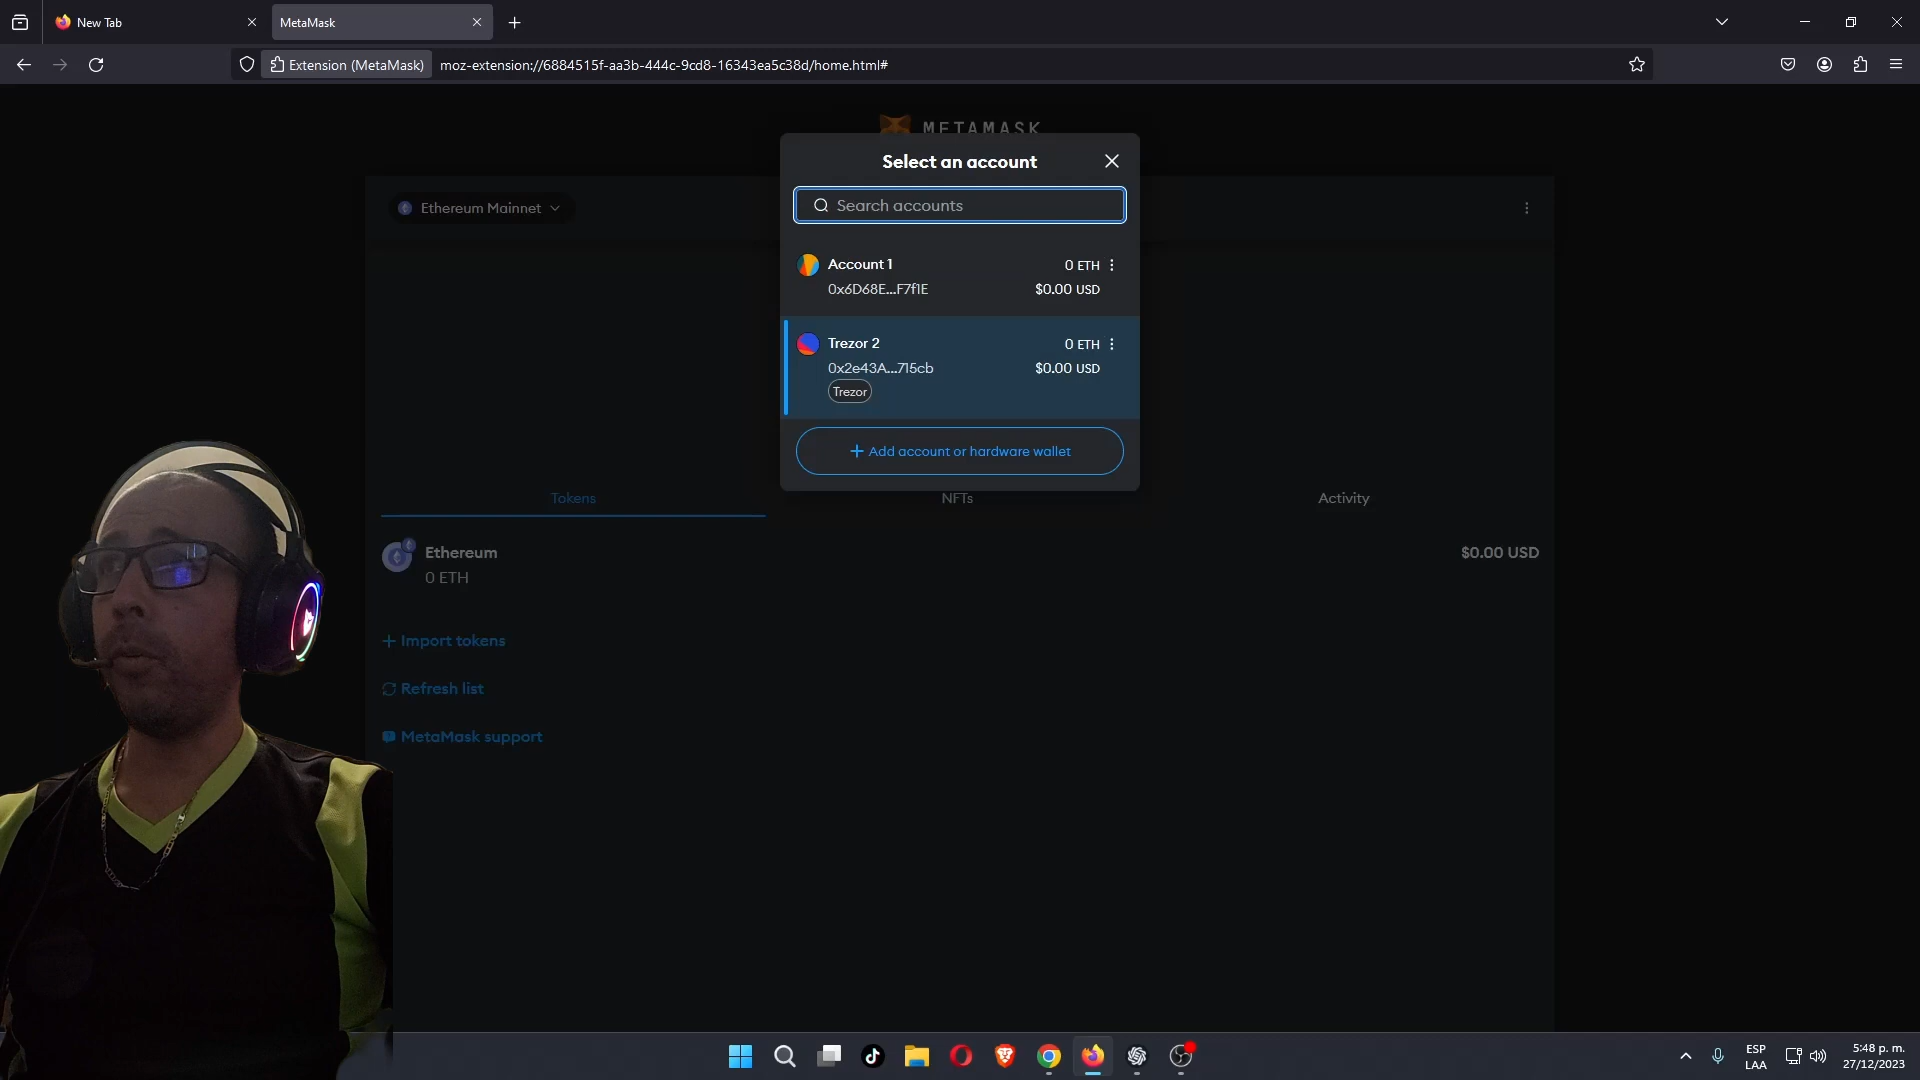 New Tab
MetaMask
Extension (MetaMask)
moz-extension://6884515f-aa3b-444c-9cd8-16343ea5c38d/home.html#
METAMASK
Select an account
Ethereum Mainnet
Search accounts
Account 1
0 ETH
0x6D68E...F7f1E
$0.00 USD
Trezor 2
0 ETH
0x2e43A...715cb
$0.00 USD
Trezor
Add account or hardware wallet
Tokens
NFTs
Activity
Ethereum
$0.00 USD
0 ETH
Import tokens
Refresh list
MetaMask support
ESP
LAA
5:48 p. m.
27/12/2023